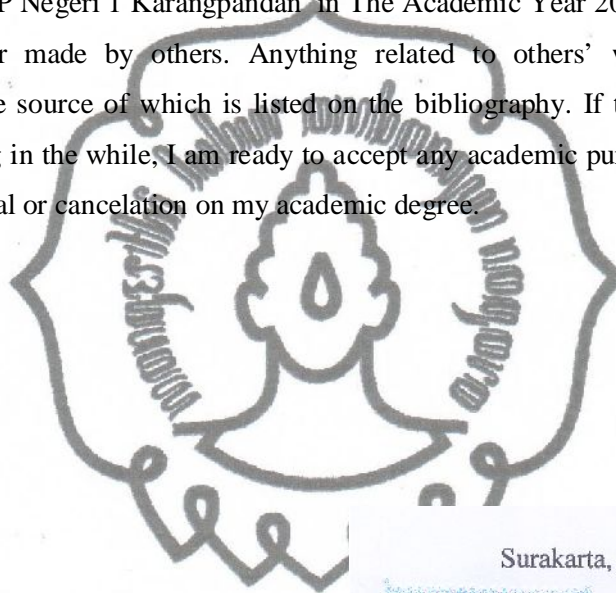 P Negeri 1 Karangpandan in The Academic Year 20
r made by others. Anything related to others’
e source of which is listed on the bibliography. If
g in the while, I am ready to accept any academic pu
al or cancelation on my academic degree.
Surakarta,